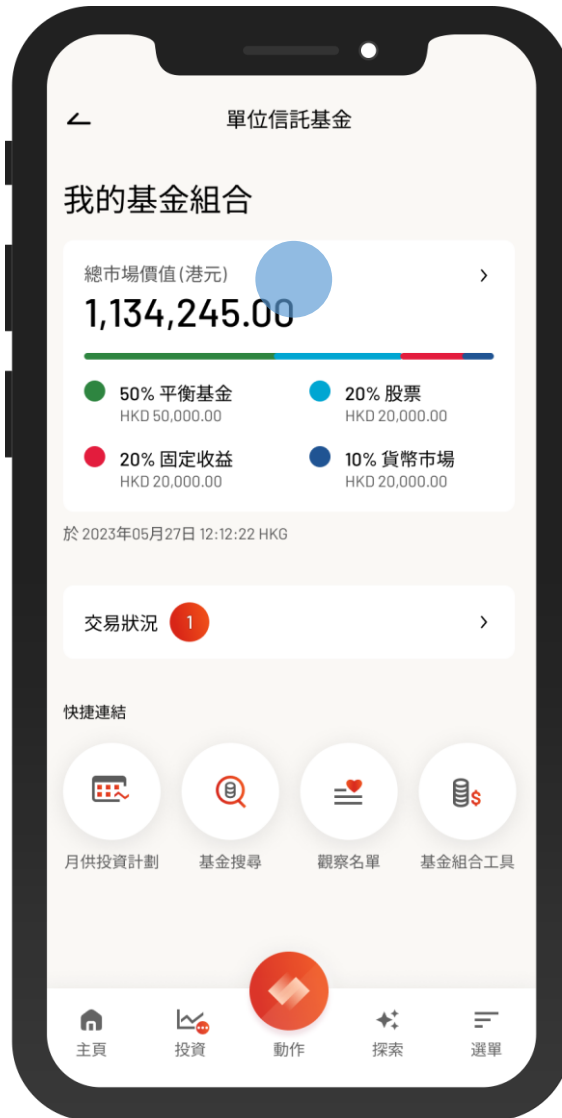 單位信託基金
我的基金組合
總市場價值(港元)
1,134,245.00
50% 平衡基金
HKD 50,000.00
20% 股票
HKD 20,000.00
20% 固定收益
HKD 20,000.00
10% 貨幣市場
HKD 20,000.00
於 2023年05月27日 12:12:22 HKG
交易狀況 1
快捷連結
月供投資計劃
基金搜尋
觀察名單
基金組合工具
主頁
投資
動作
探索
選單